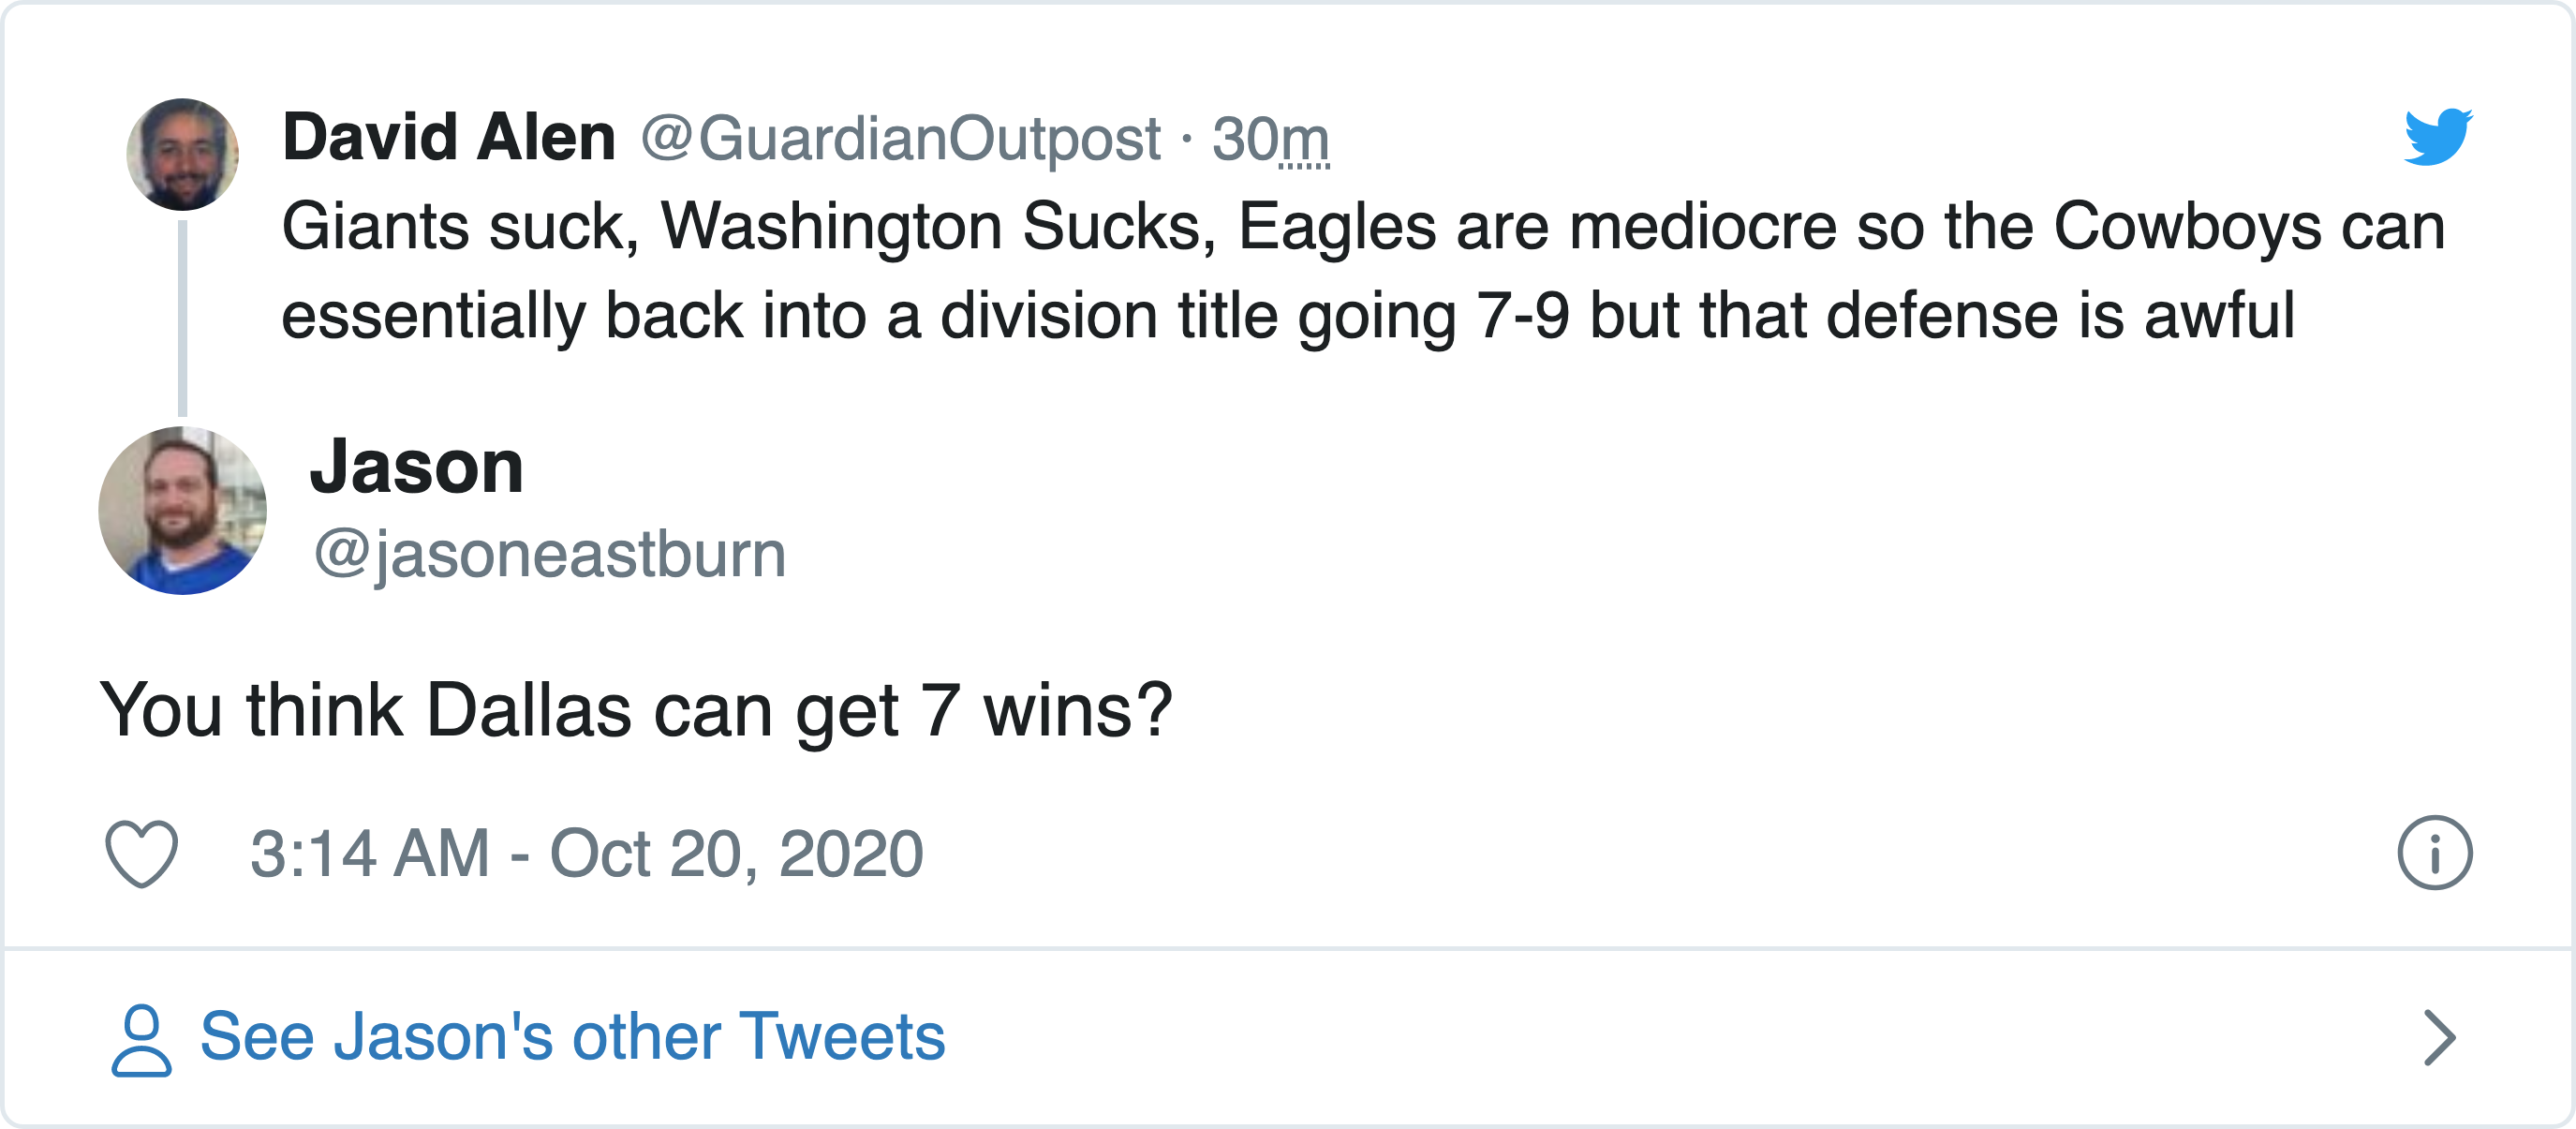 David Alen @GuardianOutpost · 30m
Giants suck, Washington Sucks, Eagles are mediocre so the Cowboys can
essentially back into a division title going 7-9 but that defense is awful
Jason
@jasoneastburn
You think Dallas can get 7 wins?
3:14 AM - Oct 20, 2020
See Jason's other Tweets